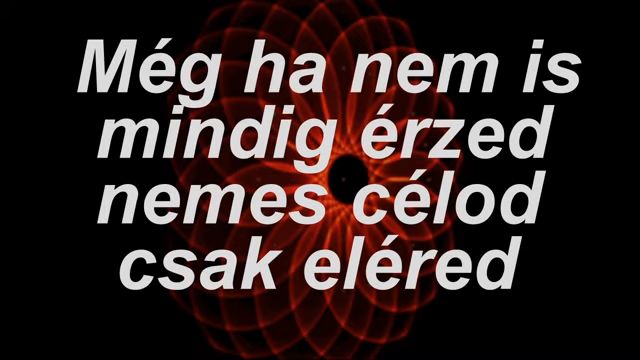 Még ha nem is
mindig érzed
nemes célod
csak eléred